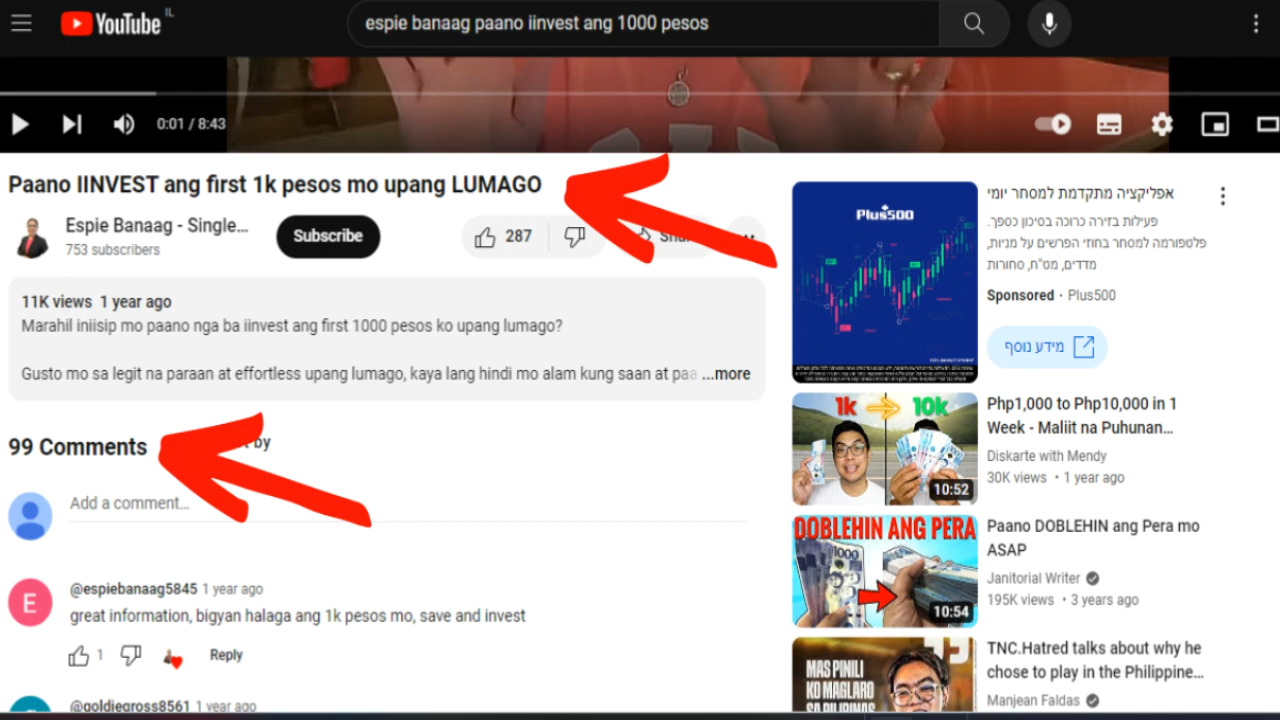 YouTube IL
espie banaag paano iinvest ang 1000 pesos
0:01 / 8:43
Paano IINVEST ang first 1k pesos mo upang LUMAGO
Espie Banaag - Single...
753 subscribers
Subscribe
287
11K views 1 year ago
Marahil iniisip mo paano nga ba iinvest ang first 1000 pesos ko upang lumago?
Gusto mo sa legit na paraan at effortless upang lumago, kaya lang hindi mo alam kung saan at paa ...more
99 Comments
by
Add a comment...
E
@espiebanaag5845 1 year ago
great information, bigyan halaga ang 1k pesos mo, save and invest
1
Reply
@goldiegross8561 1 year ago
Plus500
אפליקציה מתקדמת למסחר יומי
פעילות בזירה כרוכה בסיכון כספך.
פלטפורמה למסחר בחוזי הפרשים על מניות,
מדדים, מט"ח, סחורות
Sponsored · Plus500
מידע נוסף
1k 10k
10:52
Php1,000 to Php10,000 in 1
Week - Maliit na Puhunan...
Diskarte with Mendy
30K views • 1 year ago
DOBLEHIN ANG PERA
1000
10:54
Paano DOBLEHIN ang Pera mo
ASAP
Janitorial Writer
195K views • 3 years ago
MAS PINILI
KO MAGLARO
SA PILIPINAS
TNC.Hatred talks about why he
chose to play in the Philippine...
Manjean Faldas